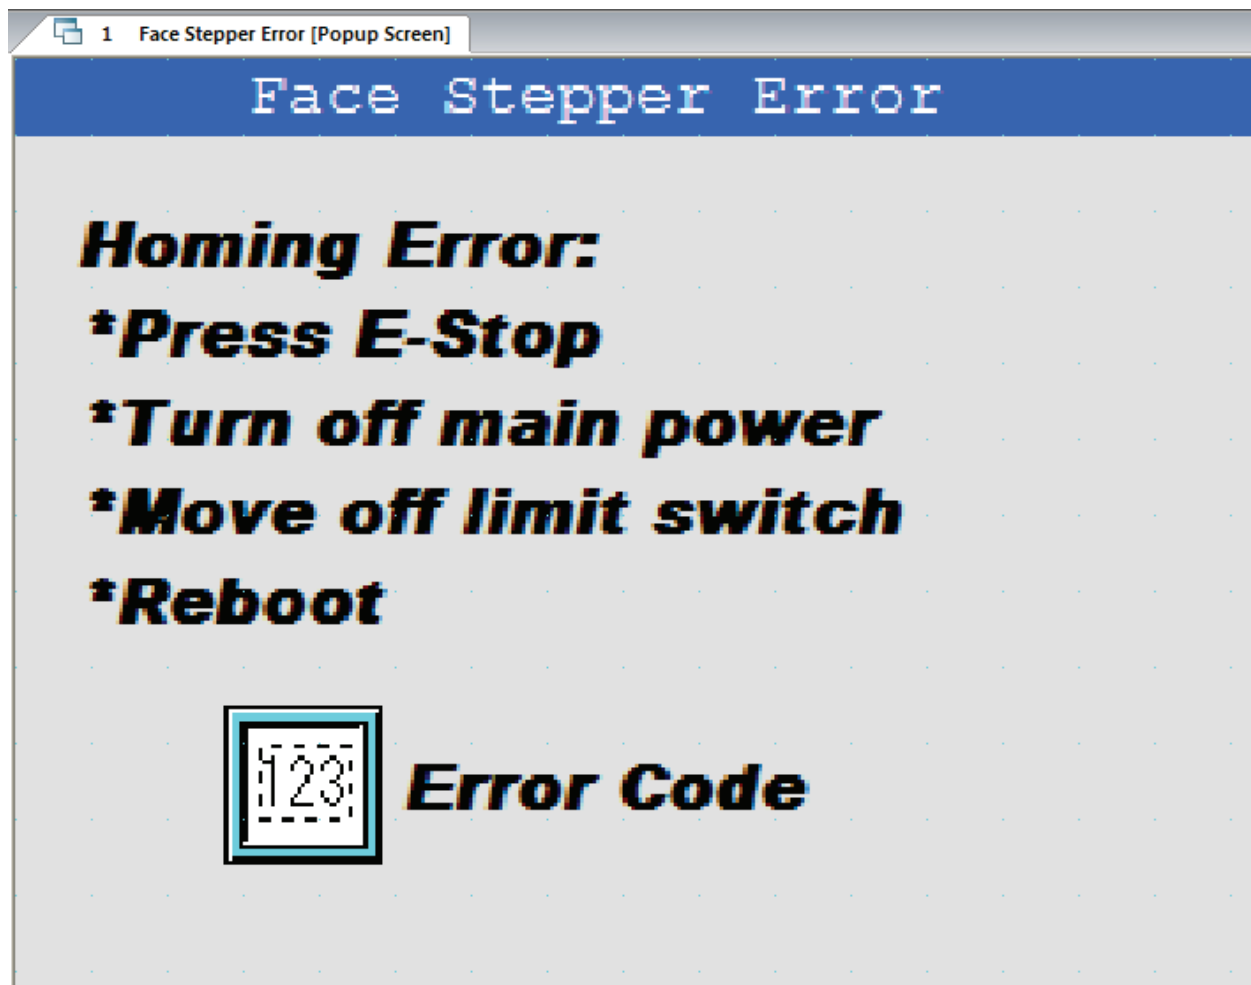 1 Face Stepper Error [Popup Screen]
Face Stepper Error
Homing Error:
*Press E-Stop
*Turn off main power
*Move off limit switch
*Reboot
123 Error Code